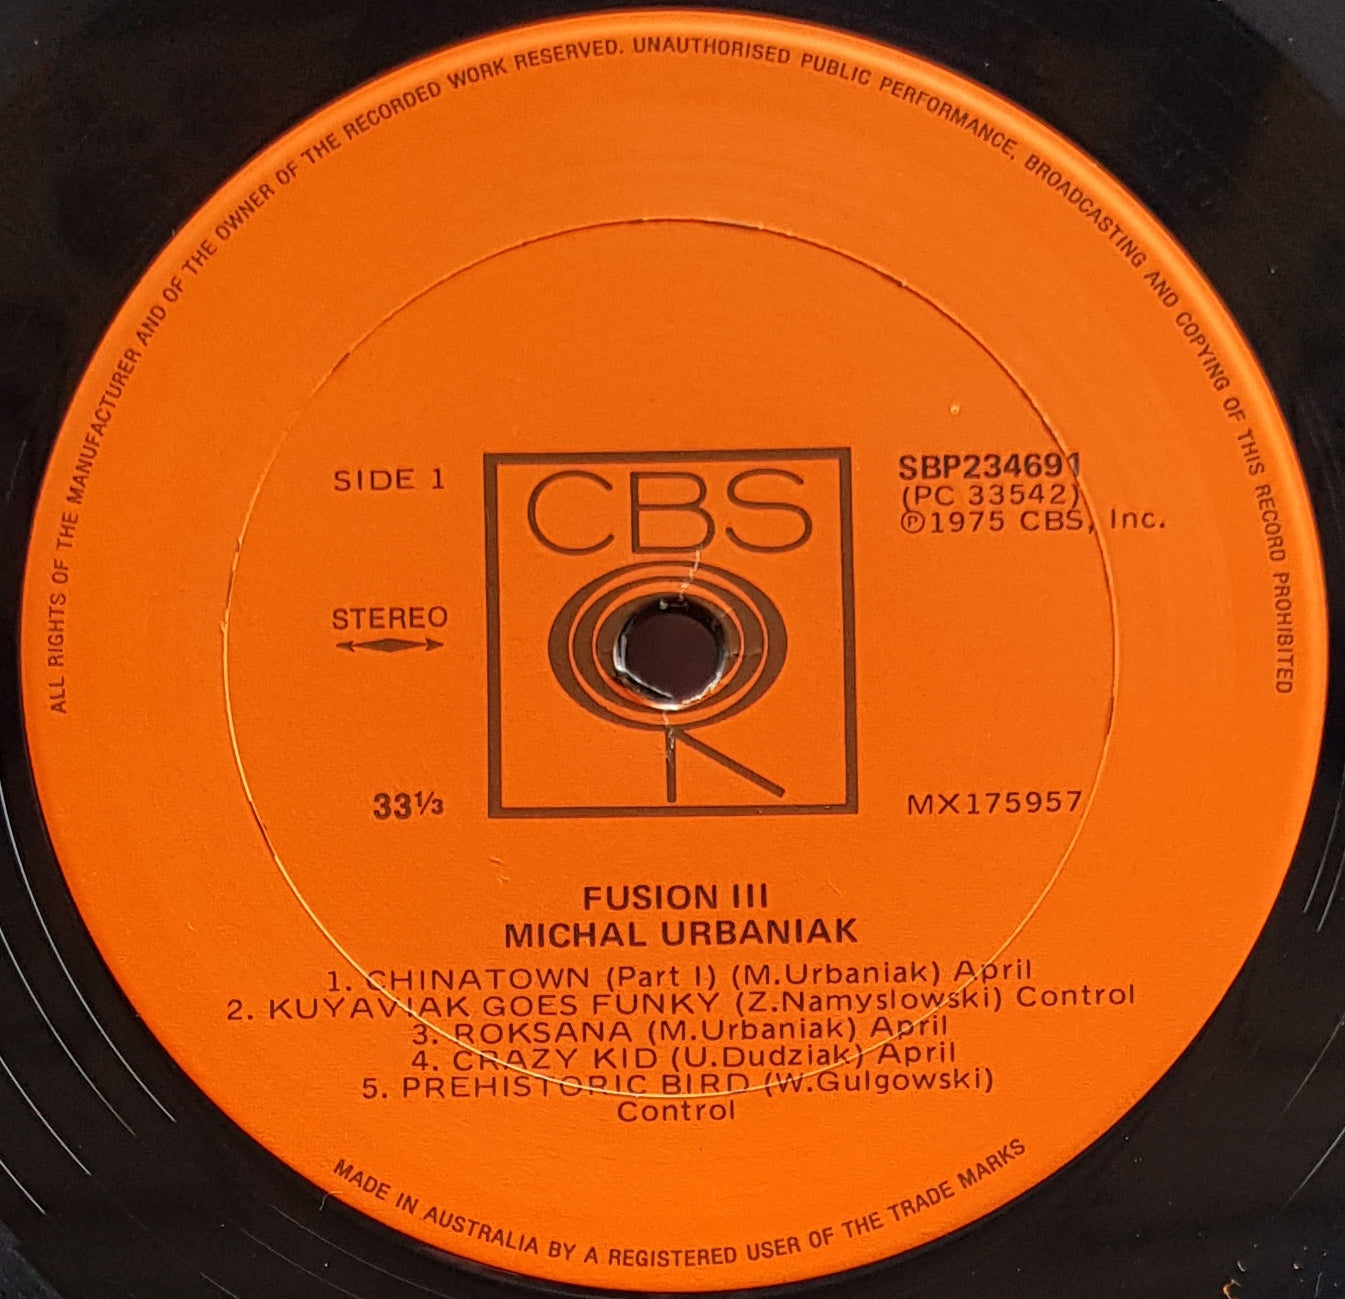 ALL RIGHTS OF THE MANUFACTURER AND OF THE OWNER OF THE RECORDED WORK RESERVED. UNAUTHORISED PUBLIC PERFORMANCE, BROADCASTING AND COPYING OF THIS RECORD PROHIBITED
SIDE 1
CBS
SBP234691
(PC 33542)
Ⓟ1975 CBS, Inc.
STEREO
33⅓
MX175957
FUSION III
MICHAL URBANIAK
1. CHINATOWN (Part I) (M.Urbaniak) April
2. KUYAVIAK GOES FUNKY (Z.Namyslowski) Control
3. ROKSANA (M.Urbaniak) April
4. CRAZY KID (U.Dudziak) April
5. PREHISTORIC BIRD (W.Gulgowski)
Control
MADE IN AUSTRALIA BY A REGISTERED USER OF THE TRADE MARKS